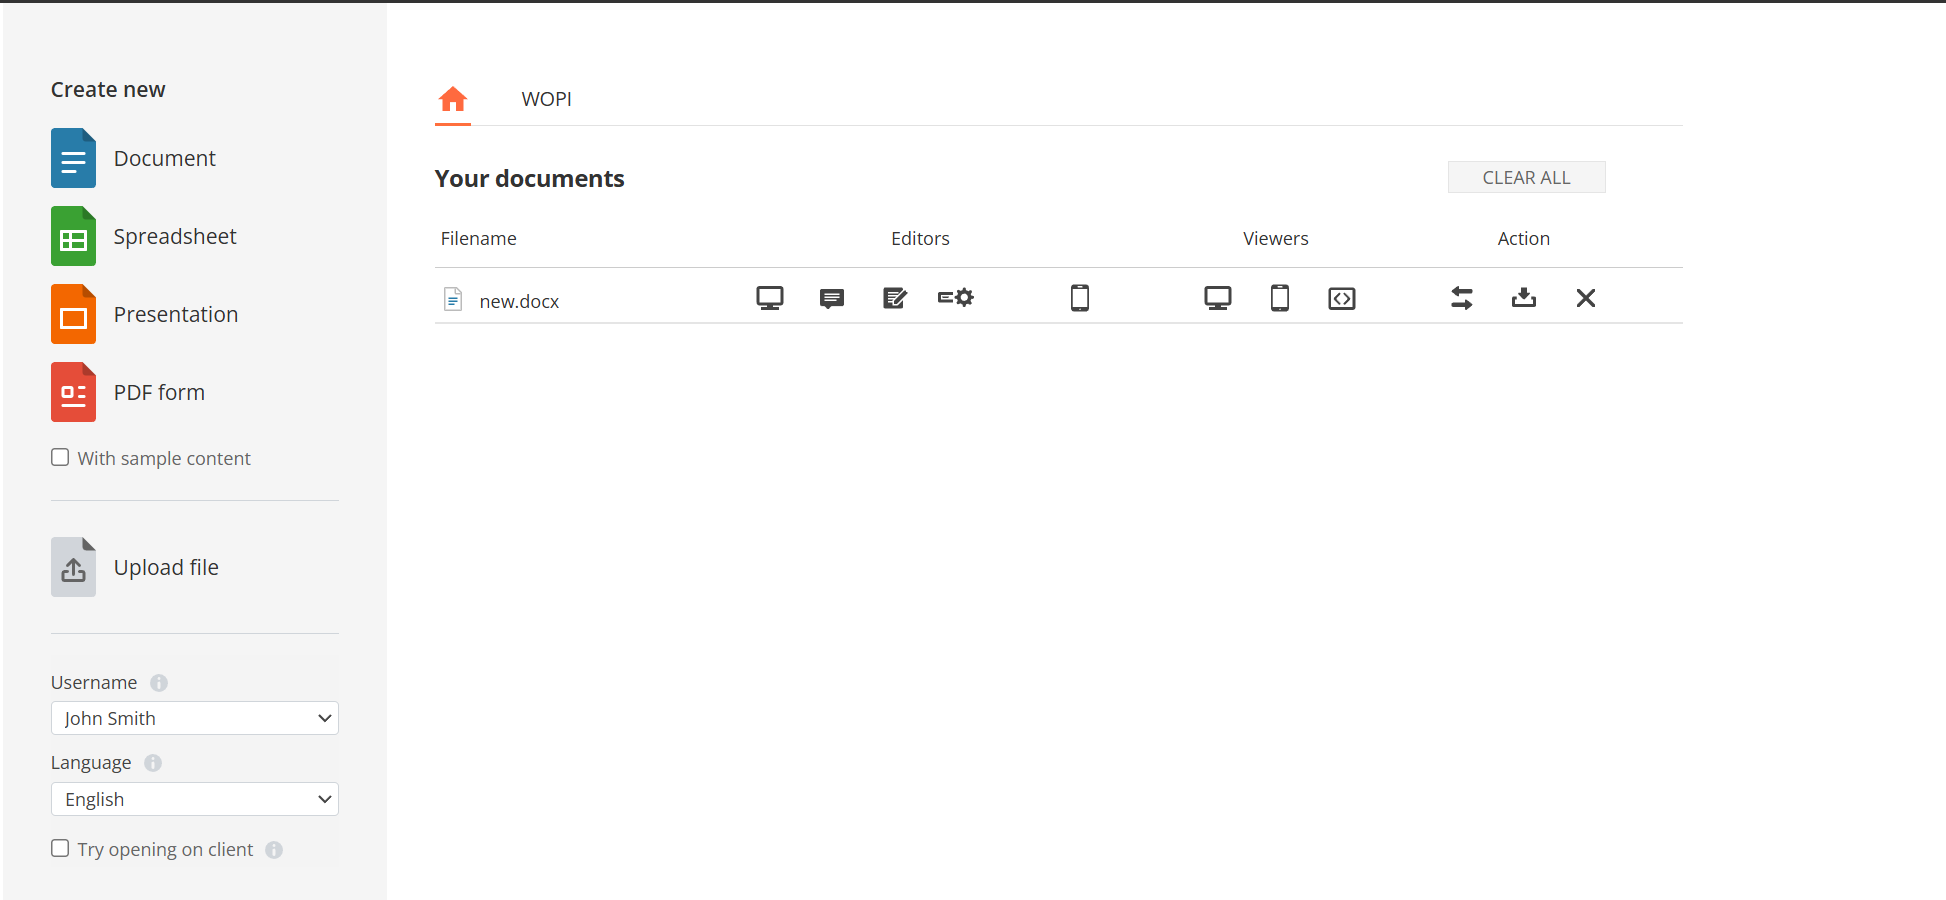 Create new
Document
Spreadsheet
Presentation
PDF form
With sample content
Upload file
Username
John Smith
Language
English
Try opening on client
WOPI
Your documents
CLEAR ALL
Filename Editors Viewers Action
new.docx